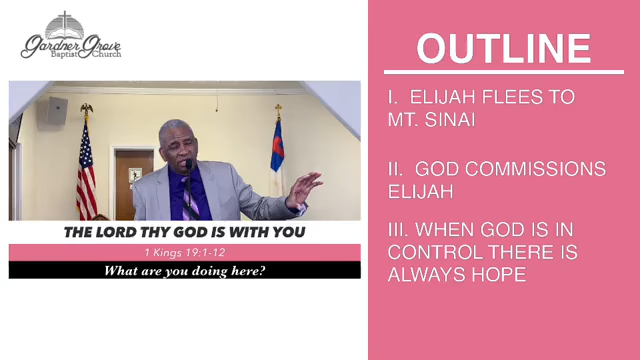 Gardner Grove
Baptist Church
THE LORD THY GOD IS WITH YOU
1 Kings 19:1-12
What are you doing here?
OUTLINE
I. ELIJAH FLEES TO
MT. SINAI
II. GOD COMMISSIONS
ELIJAH
III. WHEN GOD IS IN
CONTROL THERE IS
ALWAYS HOPE